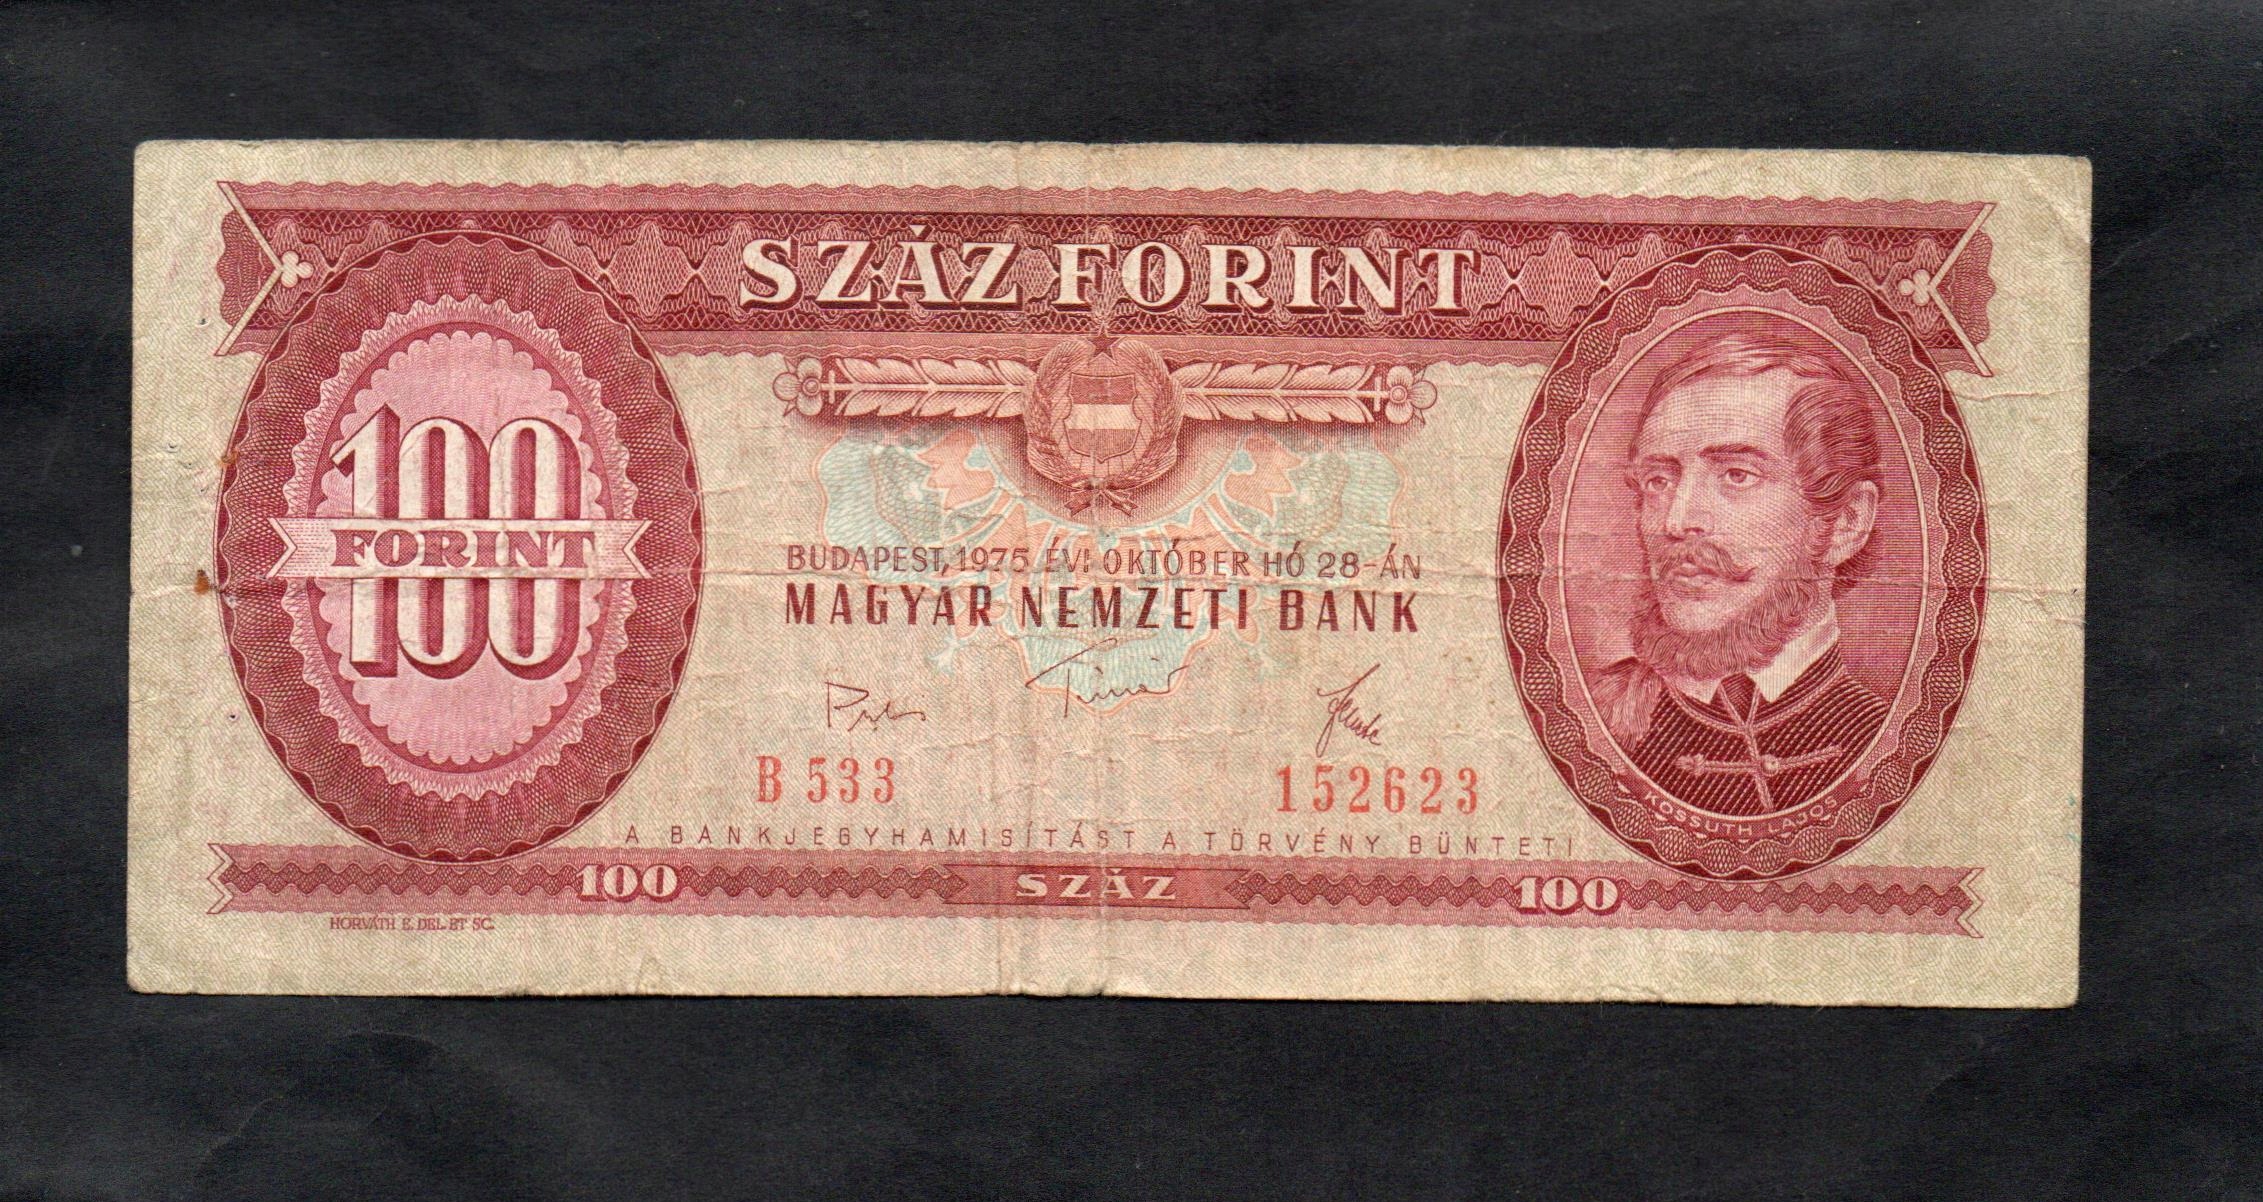 SZÁZ FORINT
100
FORINT
100
BUDAPEST, 1975 ÉVI OKTÓBER HÓ 28-ÁN
MAGYAR NEMZETI BANK
B 533 152623
KOSSUTH LAJOS
A BANKJEGYHAMISÍTÁST A TÖRVÉNY BÜNTETI
100 SZÁZ 100
HORVÁTH E. DEL. ET SC.